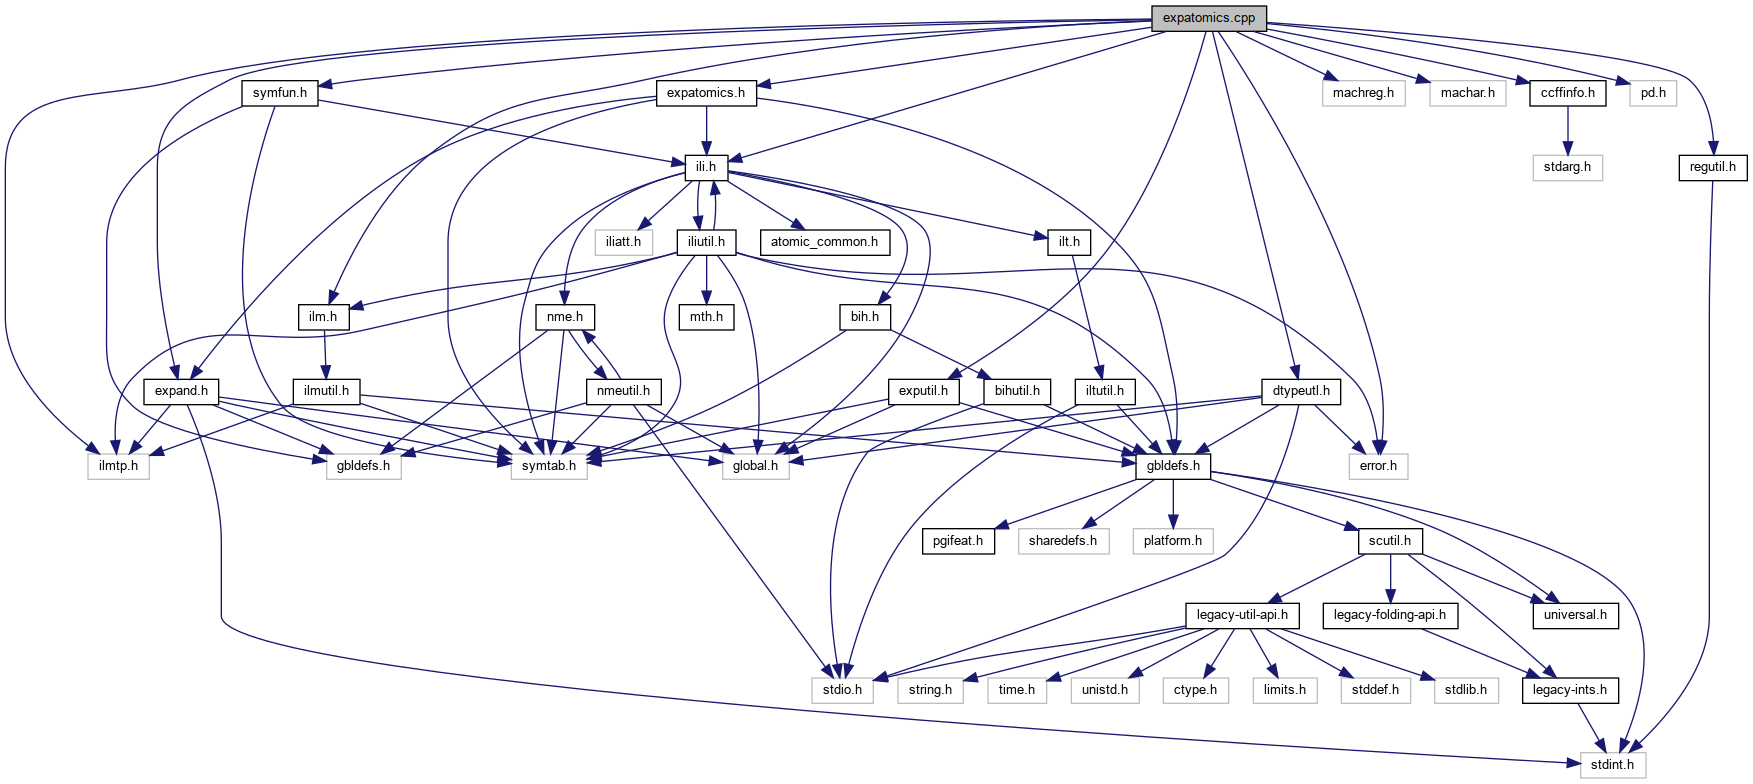 expatomics.cpp
symfun.h
expatomics.h
machreg.h
machar.h
ccffinfo.h
pd.h
ili.h
stdarg.h
regutil.h
iliatt.h
iliutil.h
atomic_common.h
ilt.h
ilm.h
nme.h
mth.h
bih.h
expand.h
ilmutil.h
nmeutil.h
exputil.h
bihutil.h
iltutil.h
dtypeutl.h
ilmtp.h
gbldefs.h
symtab.h
global.h
gbldefs.h
error.h
pgifeat.h
sharedefs.h
platform.h
scutil.h
legacy-util-api.h
legacy-folding-api.h
universal.h
stdio.h
string.h
time.h
unistd.h
ctype.h
limits.h
stddef.h
stdlib.h
legacy-ints.h
stdint.h